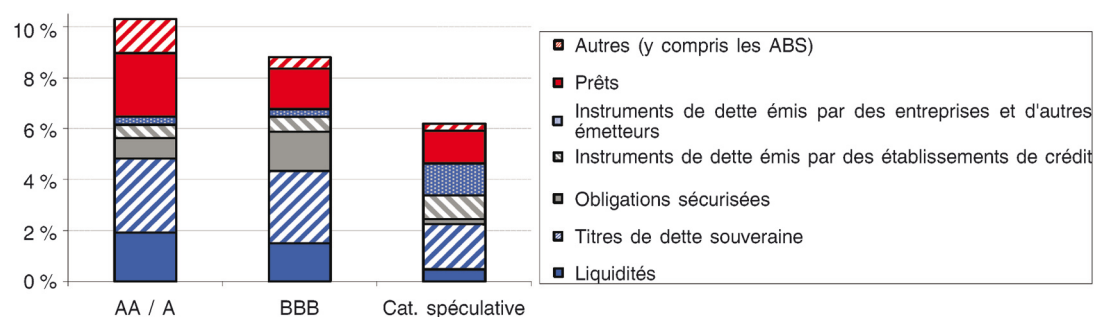 10 %
8 %
6 %
4 %
2 %
0 %
AA / A
BBB
Cat. spéculative
Autres (y compris les ABS)
Prêts
Instruments de dette émis par des entreprises et d'autres
émetteurs
Instruments de dette émis par des établissements de crédit
Obligations sécurisées
Titres de dette souveraine
Liquidités